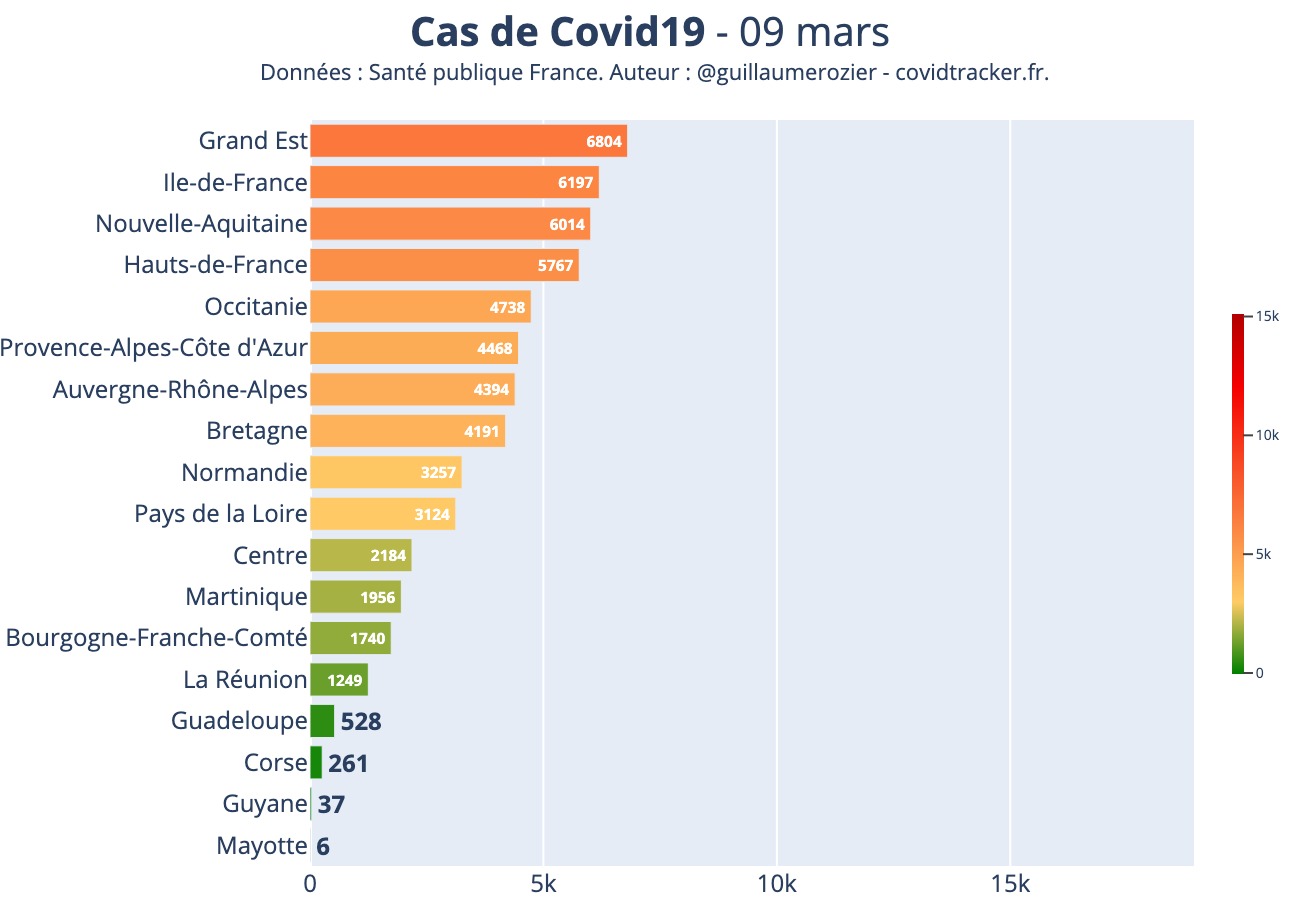 Cas de Covid19 - 09 mars
Données : Santé publique France. Auteur : @guillaumerozier - covidtracker.fr.
Grand Est 6804
Ile-de-France 6197
Nouvelle-Aquitaine 6014
Hauts-de-France 5767
Occitanie 4738
Provence-Alpes-Côte d'Azur 4468
Auvergne-Rhône-Alpes 4394
Bretagne 4191
Normandie 3257
Pays de la Loire 3124
Centre 2184
Martinique 1956
Bourgogne-Franche-Comté 1740
La Réunion 1249
Guadeloupe 528
Corse 261
Guyane 37
Mayotte 6
0 5k 10k 15k
15k
10k
5k
0